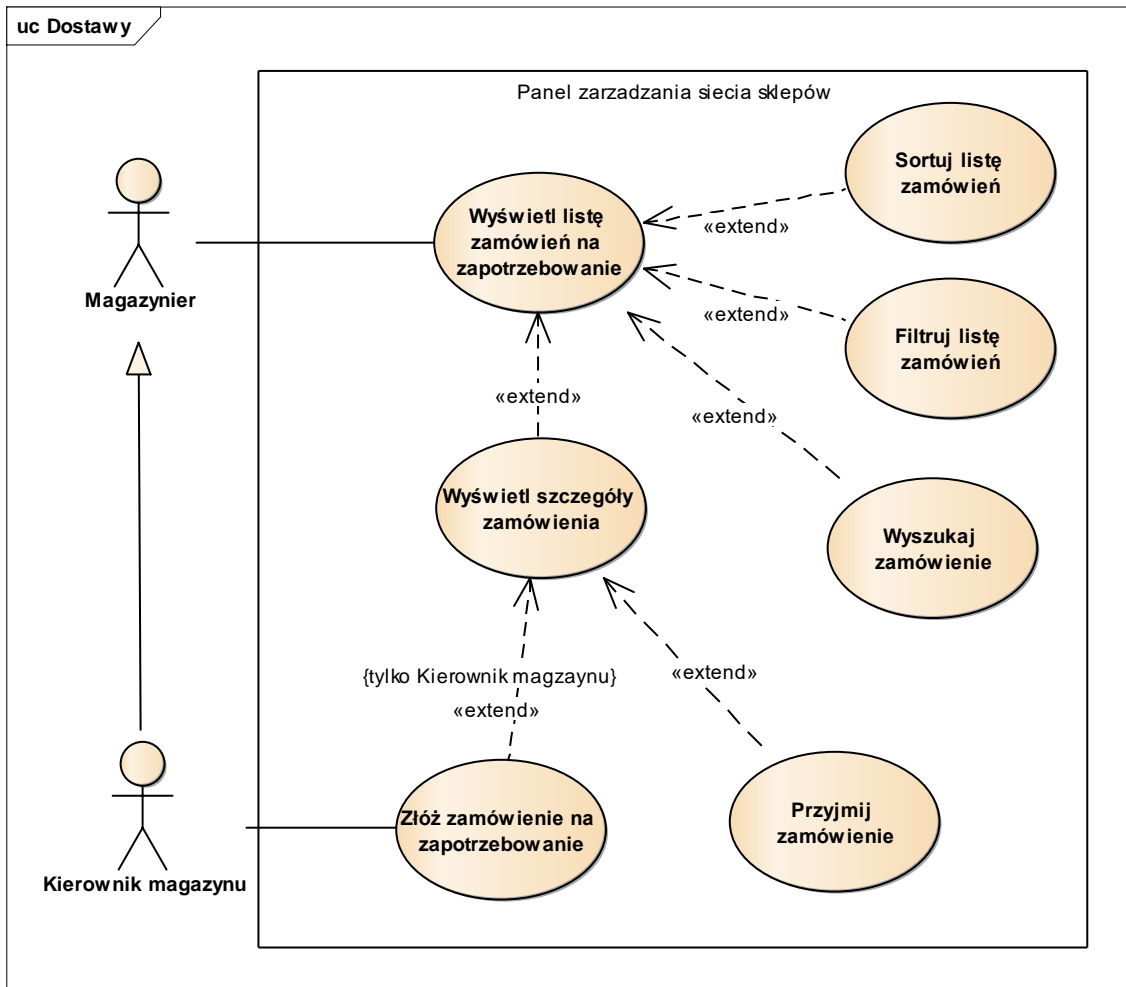 uc Dostawy
Panel zarzadzania siecia sklepów
Sortuj listę
zamówień
Wyświetl listę
zamówień na
zapotrzebowanie
«extend»
Magazynier
«extend»
Filtruj listę
zamówień
«extend»
«extend»
Wyświetl szczegóły
zamówienia
Wyszukaj
zamówienie
{tylko Kierownik magzaynu}
«extend»
«extend»
Złóż zamówienie na
zapotrzebowanie
Przyjmij
zamówienie
Kierownik magazynu